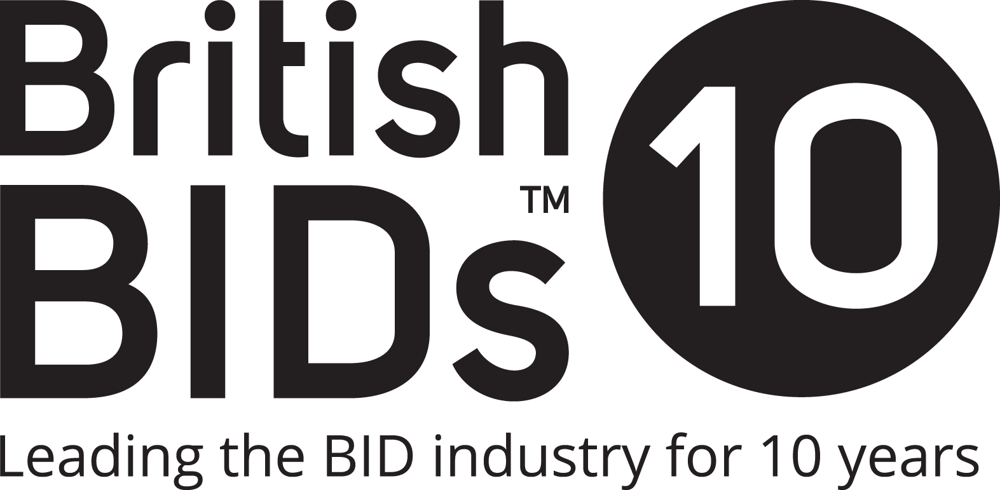 British
BIDs™
10
Leading the BID industry for 10 years